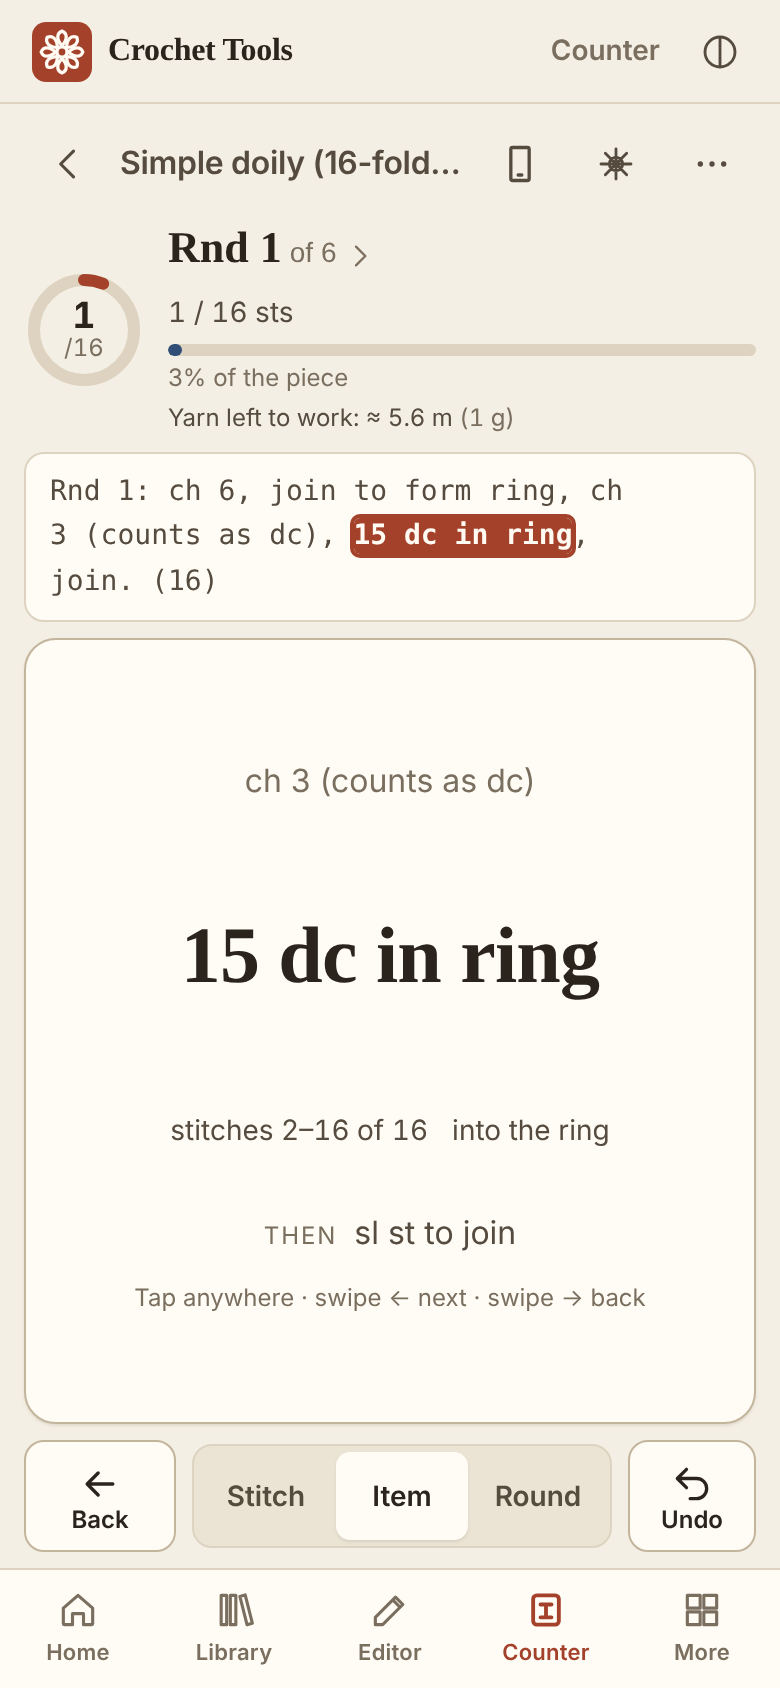 Crochet Tools
Counter
Simple doily (16-fold...
Rnd 1 of 6
1
/16
1 / 16 sts
3% of the piece
Yarn left to work: ≈ 5.6 m (1 g)
Rnd 1: ch 6, join to form ring, ch
3 (counts as dc), 15 dc in ring,
join. (16)
ch 3 (counts as dc)
15 dc in ring
stitches 2–16 of 16 into the ring
THEN sl st to join
Tap anywhere · swipe ← next · swipe → back
Back
Stitch
Item
Round
Undo
Home
Library
Editor
Counter
More